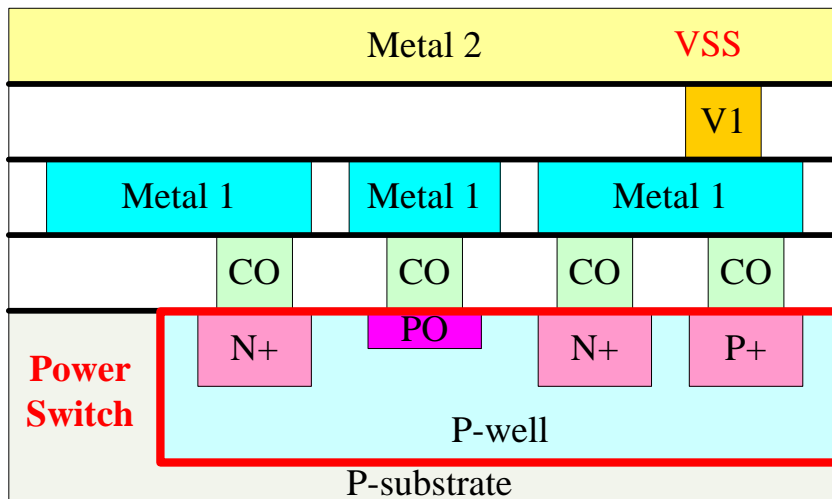 Metal 2
VSS
V1
Metal 1
Metal 1
Metal 1
CO
CO
CO
CO
N+
PO
N+
P+
Power
Switch
P-well
P-substrate